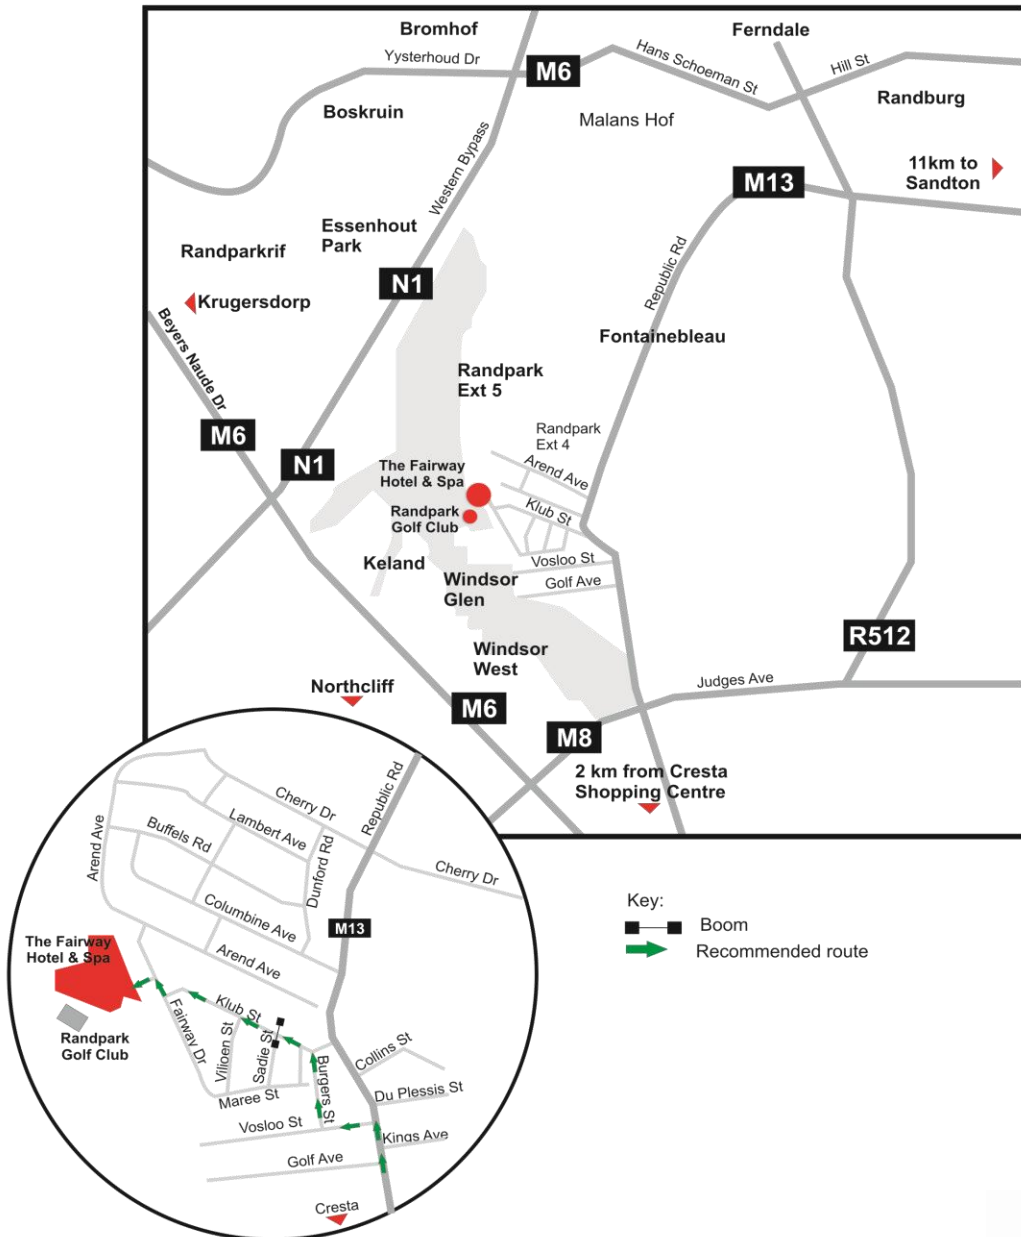 Bromhof
Ferndale
Yysterhoud Dr
M6
Hans Schoeman St
Hill St
Randburg
Boskruin
Malans Hof
Western Bypass
M13
11km to
Sandton
Essenhout
Park
Randparkrif
N1
Krugersdorp
Republic Rd
Beyers Naude Dr
Fontainebleau
Randpark
Ext 5
M6
N1
Randpark
Ext 4
Arend Ave
The Fairway
Hotel & Spa
Klub St
Randpark
Golf Club
Keland
Vosloo St
Windsor
Glen
Golf Ave
R512
Windsor
West
Northcliff
Judges Ave
M6
M8
2 km from Cresta
Shopping Centre
Republic Rd
Cherry Dr
Lambert Ave
Buffels Rd
Arend Ave
Dunford Rd
Cherry Dr
Columbine Ave
M13
Arend Ave
The Fairway
Hotel & Spa
Klub St
Fairway Dr
Vilioen St
Sadie St
Randpark
Golf Club
Collins St
Burgers St
Maree St
Du Plessis St
Vosloo St
Kings Ave
Golf Ave
Cresta
Key:
Boom
Recommended route